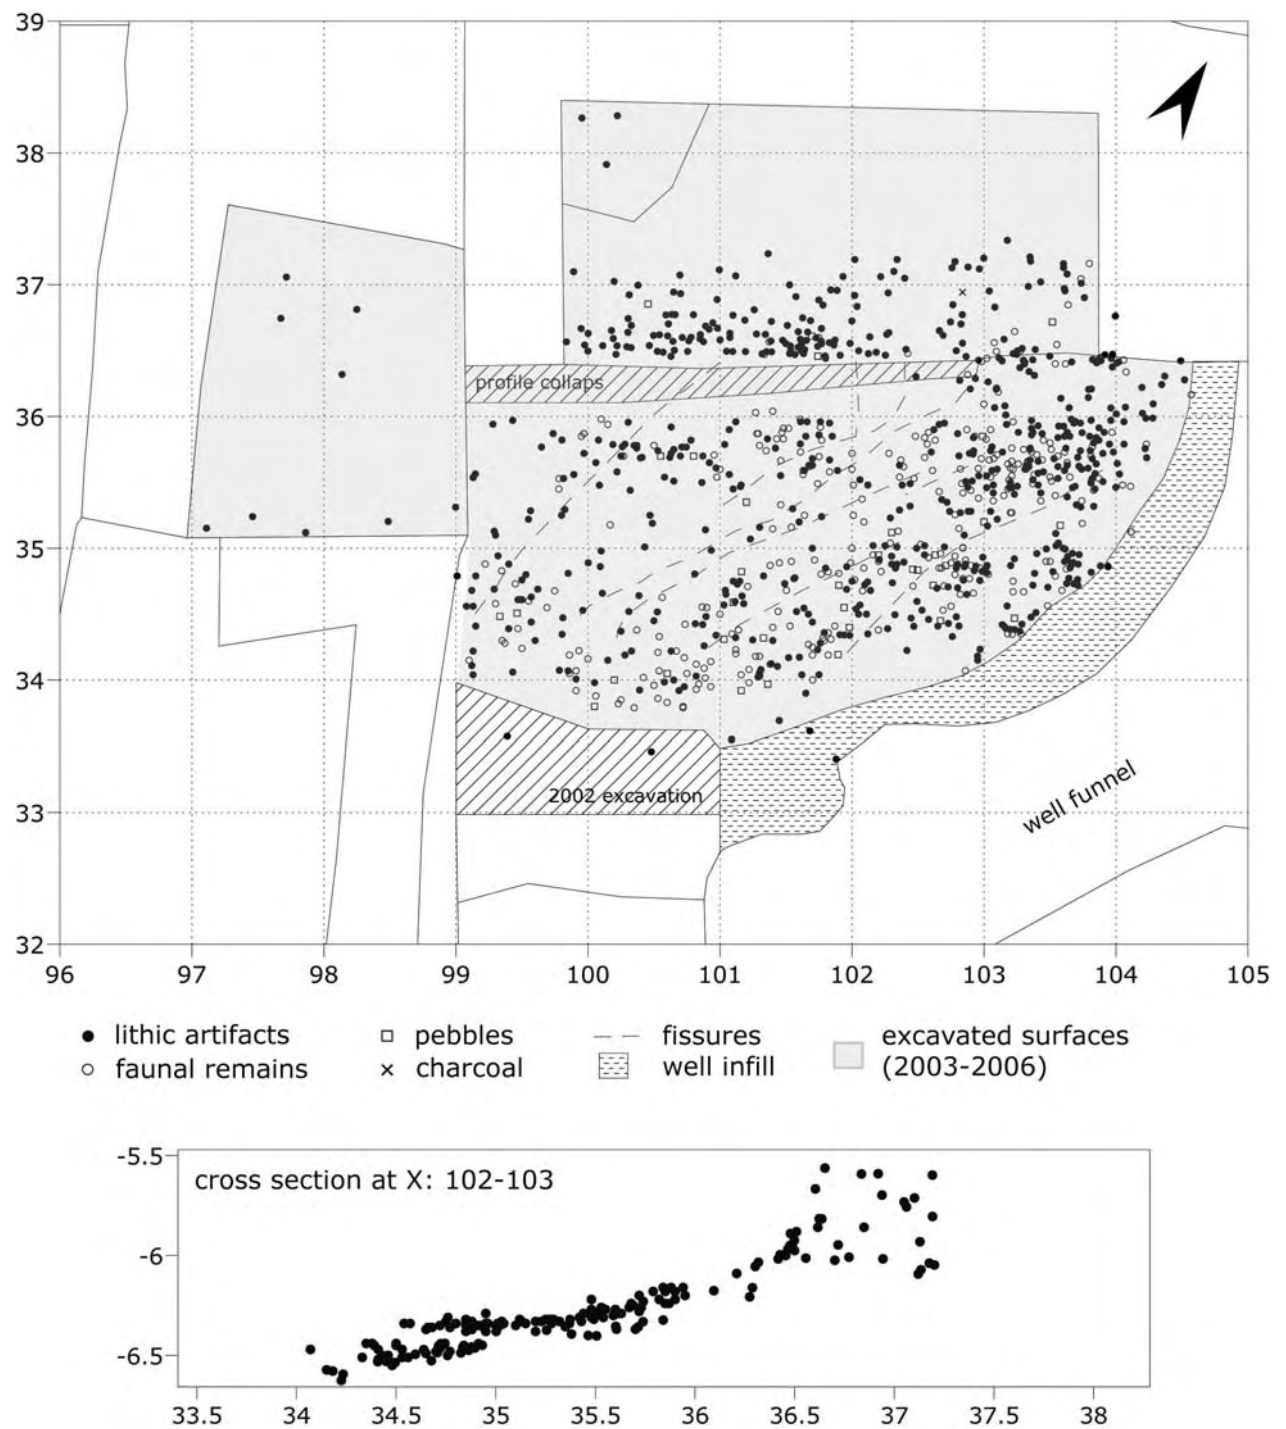 39
38
37
36
35
34
33
32
profile collaps
2002 excavation
well funnel
96 97 98 99 100 101 102 103 104 105
lithic artifacts pebbles fissures excavated surfaces
faunal remains charcoal well infill (2003-2006)
cross section at X: 102-103
-5.5
-6
-6.5
33.5 34 34.5 35 35.5 36 36.5 37 37.5 38